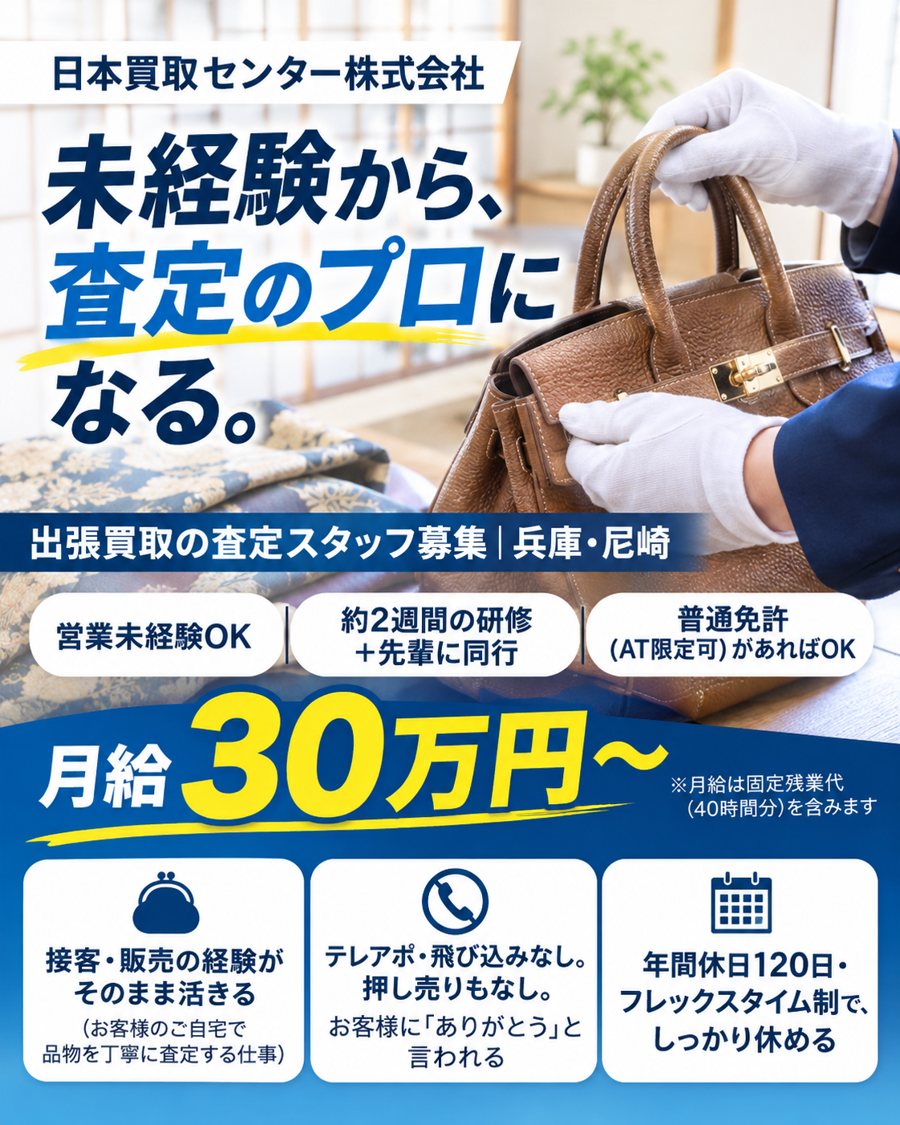 日本買取センター株式会社
未経験から、
査定のプロに
なる。
出張買取の査定スタッフ募集｜兵庫・尼崎
営業未経験OK
約2週間の研修
＋先輩に同行
普通免許
(AT限定可)があればOK
月給30万円～
※月給は固定残業代
(40時間分)を含みます
接客・販売の経験が
そのまま活きる
(お客様のご自宅で
品物を丁寧に査定する仕事)
テレアポ・飛び込みなし。
押し売りもなし。
お客様に「ありがとう」と
言われる
年間休日120日・
フレックスタイム制で、
しっかり休める